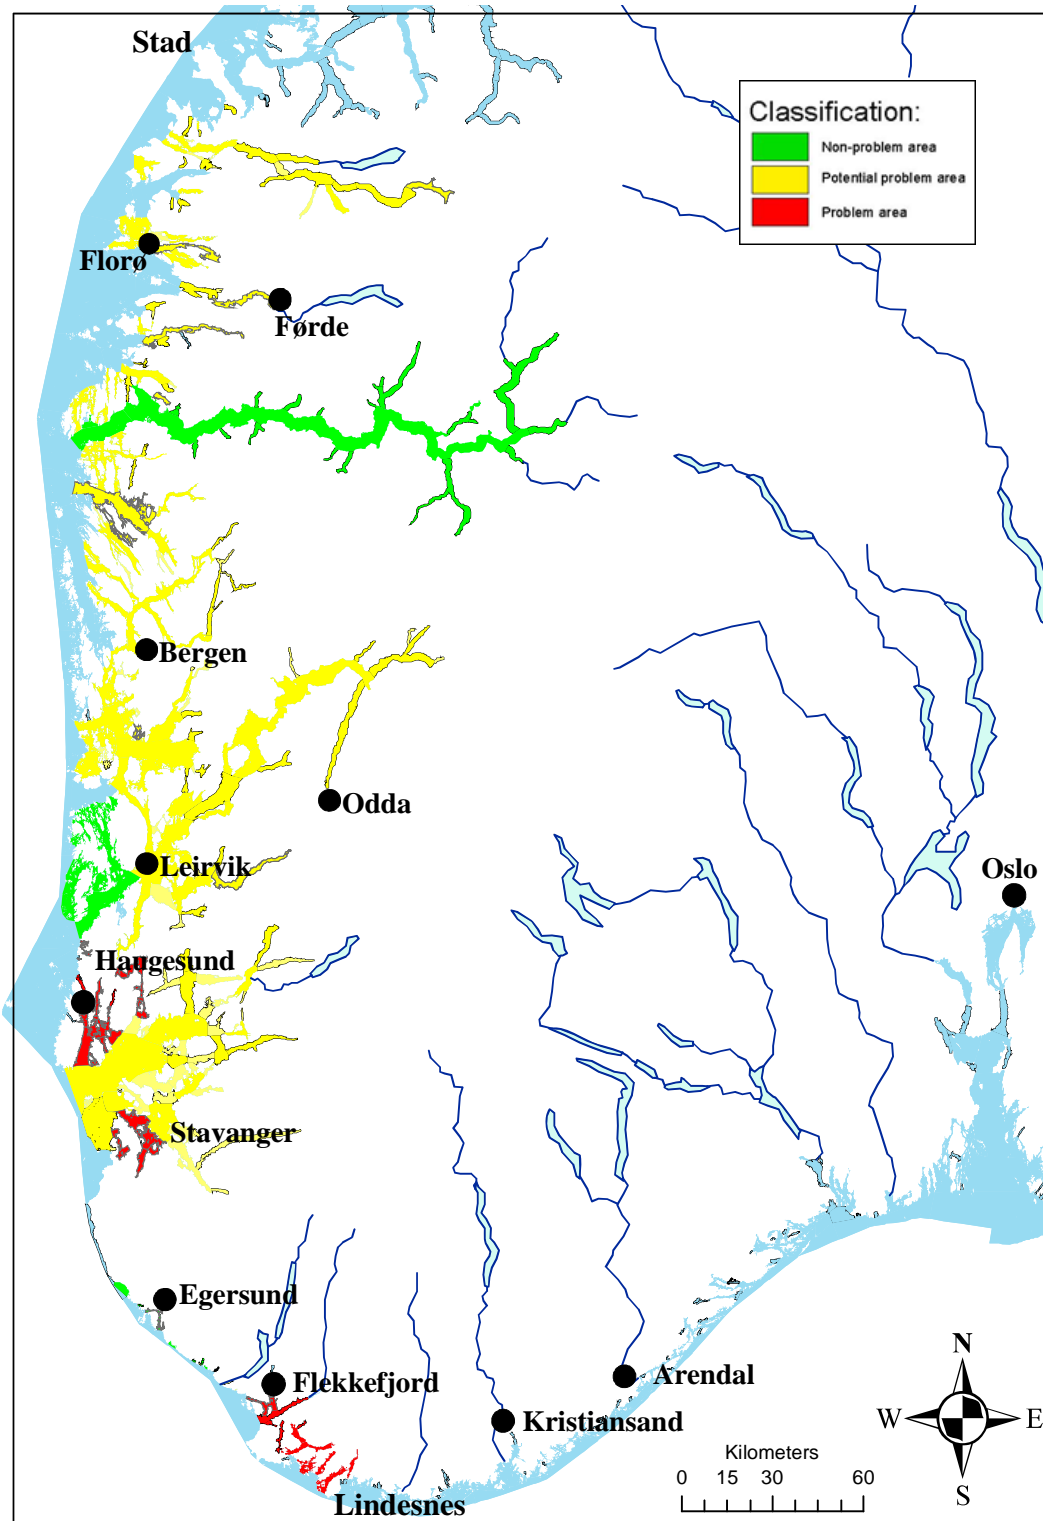 Stad
Classification:
Non-problem area
Potential problem area
Problem area
Florø
Førde
Bergen
Odda
Leirvik
Oslo
Haugesund
Stavanger
Egersund
Flekkefjord
Arendal
Kristiansand
Lindesnes
N
W
E
S
Kilometers
0 15 30 60